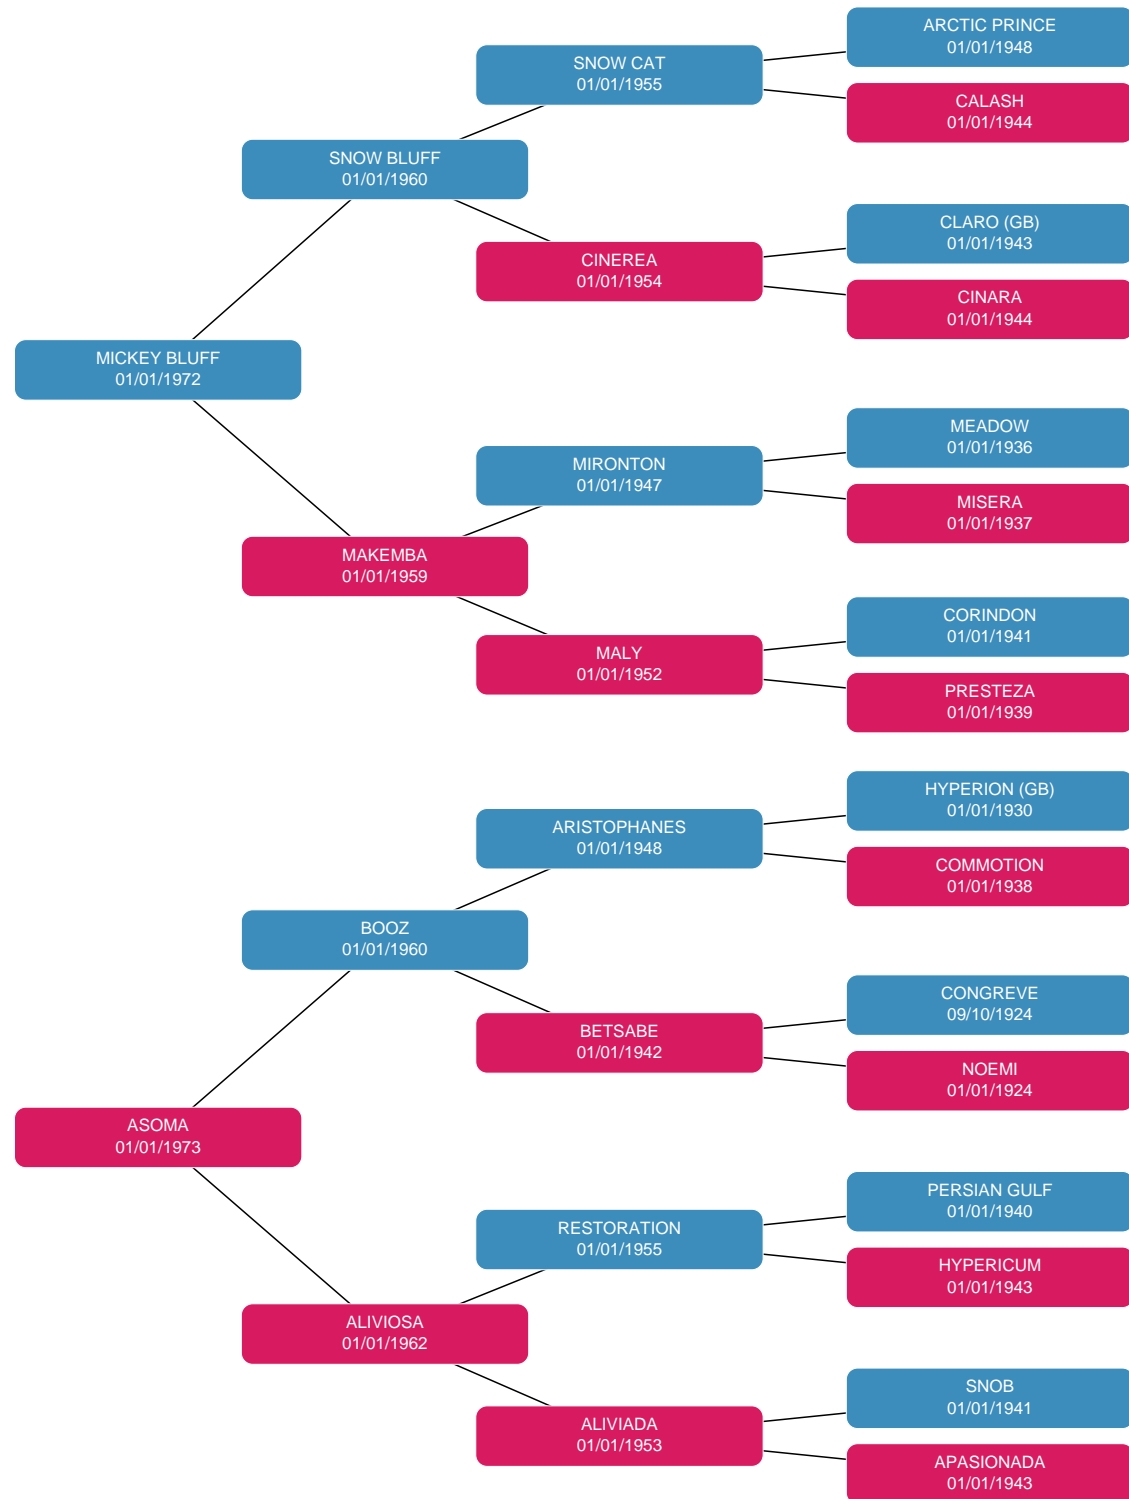 ARCTIC PRINCE
01/01/1948
SNOW CAT
01/01/1955
CALASH
01/01/1944
SNOW BLUFF
01/01/1960
CLARO (GB)
01/01/1943
CINEREA
01/01/1954
CINARA
01/01/1944
MICKEY BLUFF
01/01/1972
MEADOW
01/01/1936
MIRONTON
01/01/1947
MISERA
01/01/1937
MAKEMBA
01/01/1959
CORINDON
01/01/1941
MALY
01/01/1952
PRESTEZA
01/01/1939
HYPERION (GB)
01/01/1930
ARISTOPHANES
01/01/1948
COMMOTION
01/01/1938
BOOZ
01/01/1960
CONGREVE
09/10/1924
BETSABE
01/01/1942
NOEMI
01/01/1924
ASOMA
01/01/1973
PERSIAN GULF
01/01/1940
RESTORATION
01/01/1955
HYPERICUM
01/01/1943
ALIVIOSA
01/01/1962
SNOB
01/01/1941
ALIVIADA
01/01/1953
APASIONADA
01/01/1943